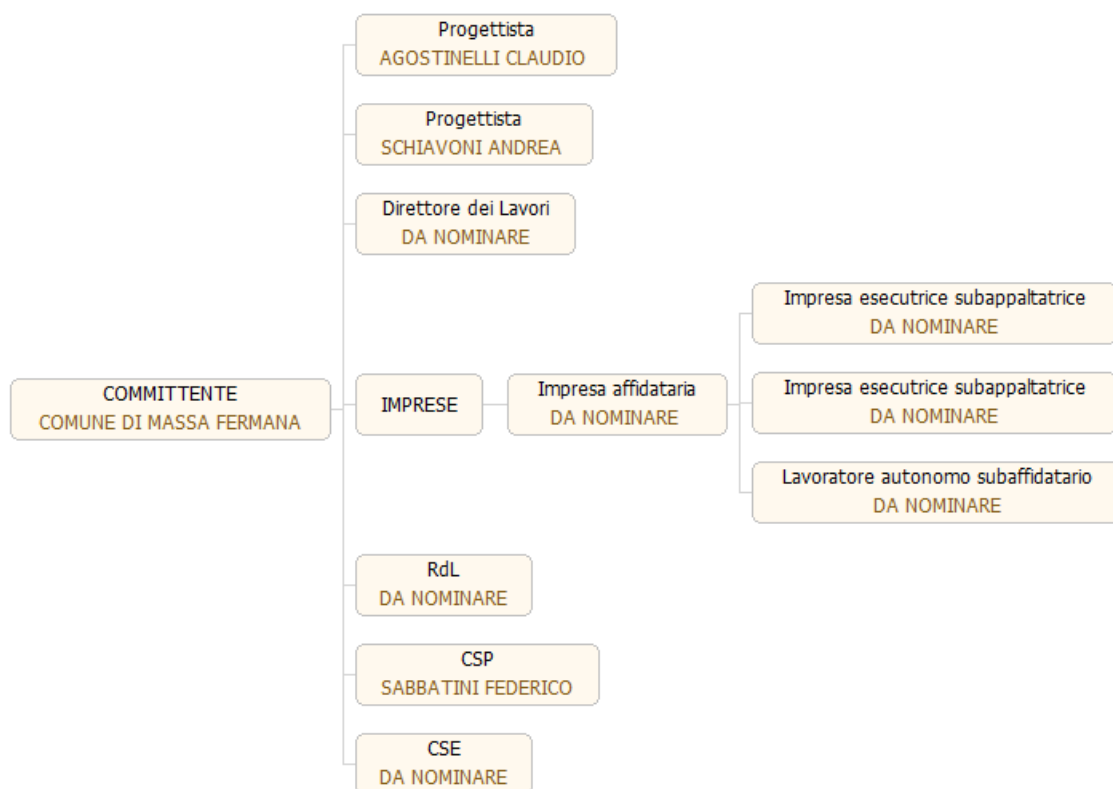 Progettista
AGOSTINELLI CLAUDIO
Progettista
SCHIAVONI ANDREA
Direttore dei Lavori
DA NOMINARE
COMMITTENTE
COMUNE DI MASSA FERMANA
IMPRESE
Impresa affidataria
DA NOMINARE
Impresa esecutrice subappaltatrice
DA NOMINARE
Impresa esecutrice subappaltatrice
DA NOMINARE
Lavoratore autonomo subaffidatario
DA NOMINARE
RdL
DA NOMINARE
CSP
SABBATINI FEDERICO
CSE
DA NOMINARE